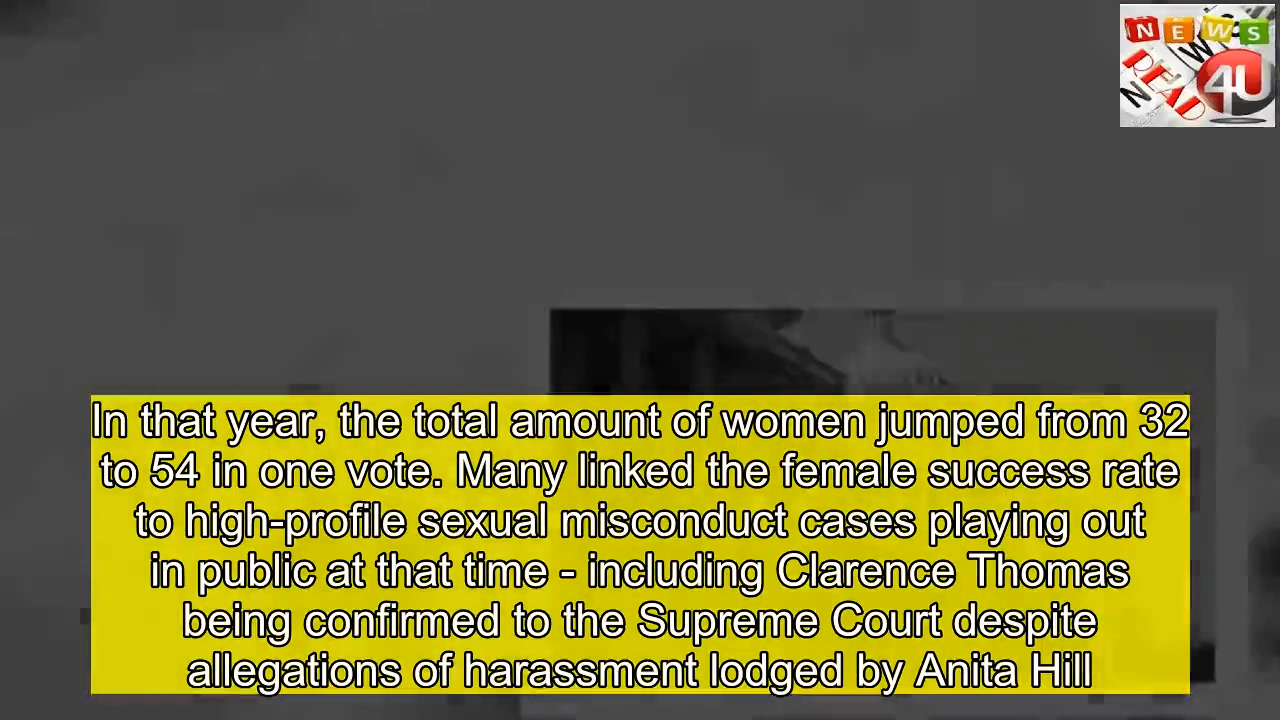 NEWS
READ
N
W
4U
In that year, the total amount of women jumped from 32
to 54 in one vote. Many linked the female success rate
to high-profile sexual misconduct cases playing out
in public at that time - including Clarence Thomas
being confirmed to the Supreme Court despite
allegations of harassment lodged by Anita Hill